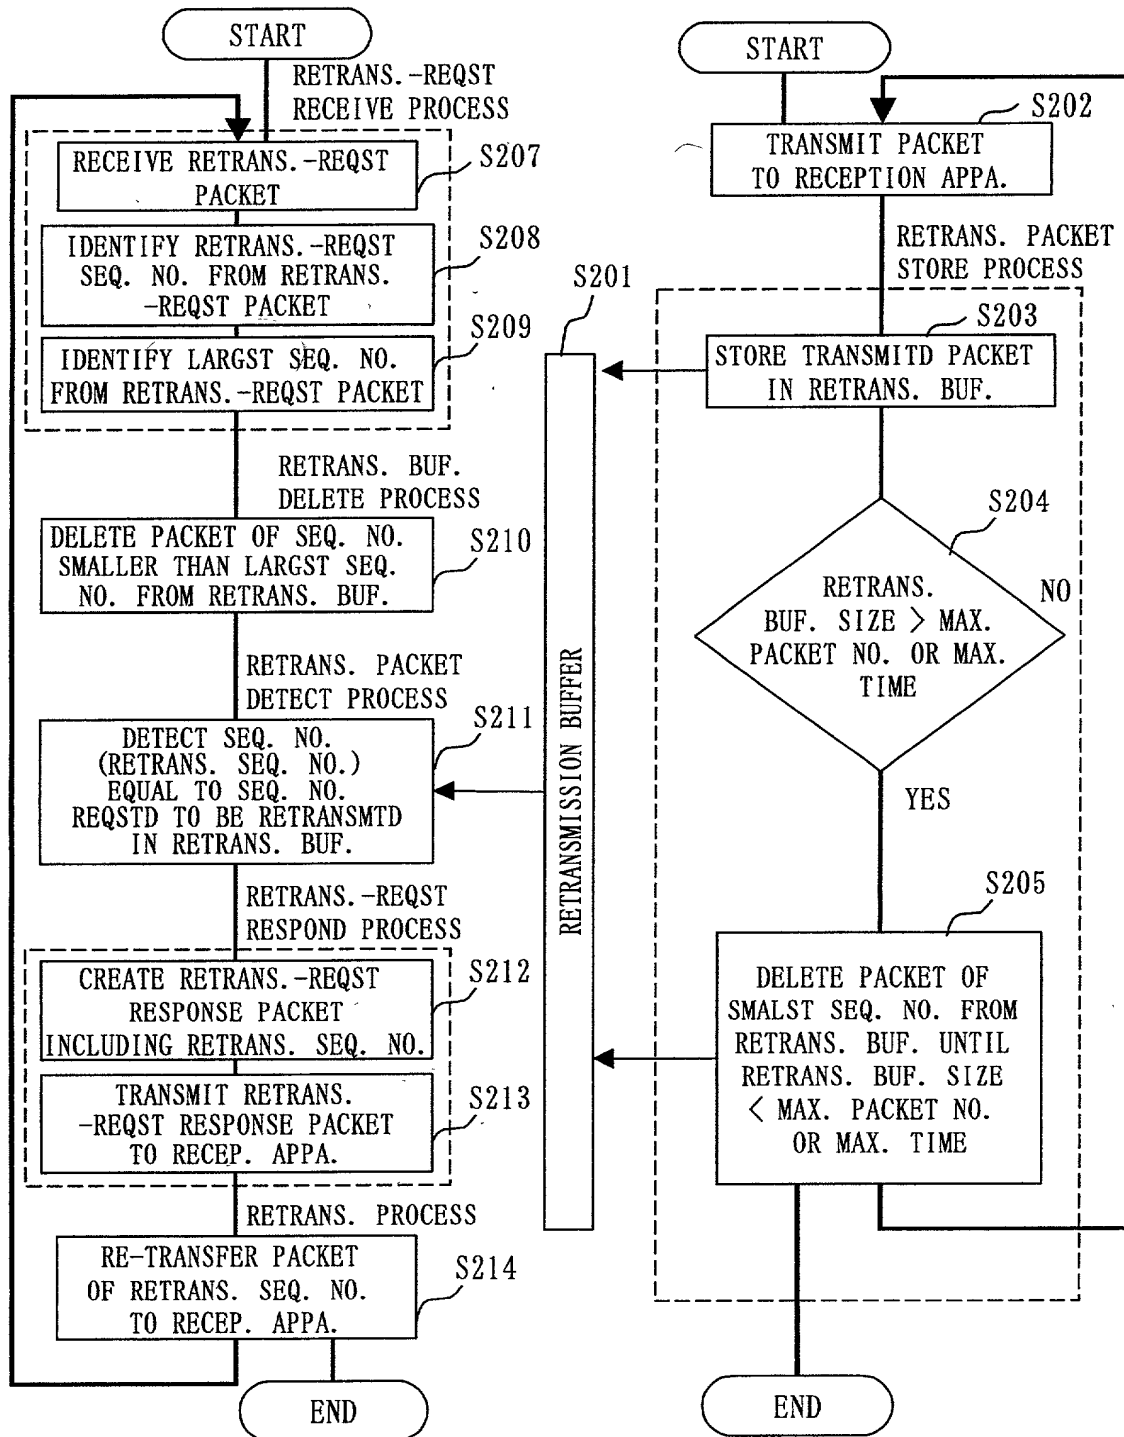 START
RETRANS.-REQST
RECEIVE PROCESS
RECEIVE RETRANS.-REQST
PACKET
S207
IDENTIFY RETRANS.-REQST
SEQ. NO. FROM RETRANS.
-REQST PACKET
S208
IDENTIFY LARGST SEQ. NO.
FROM RETRANS.-REQST PACKET
S209
RETRANS. BUF.
DELETE PROCESS
DELETE PACKET OF SEQ. NO.
SMALLER THAN LARGST SEQ.
NO. FROM RETRANS. BUF.
S210
RETRANS. PACKET
DETECT PROCESS
DETECT SEQ. NO.
(RETRANS. SEQ. NO.)
EQUAL TO SEQ. NO.
REQSTD TO BE RETRANSMTD
IN RETRANS. BUF.
S211
RETRANS.-REQST
RESPOND PROCESS
CREATE RETRANS.-REQST
RESPONSE PACKET
INCLUDING RETRANS. SEQ. NO.
S212
TRANSMIT RETRANS.
-REQST RESPONSE PACKET
TO RECEP. APPA.
S213
RETRANS. PROCESS
RE-TRANSFER PACKET
OF RETRANS. SEQ. NO.
TO RECEP. APPA.
S214
END
S201
RETRANSMISSION BUFFER
START
S202
TRANSMIT PACKET
TO RECEPTION APPA.
RETRANS. PACKET
STORE PROCESS
S203
STORE TRANSMITD PACKET
IN RETRANS. BUF.
S204
RETRANS.
BUF. SIZE > MAX.
PACKET NO. OR MAX.
TIME
NO
YES
S205
DELETE PACKET OF
SMALST SEQ. NO. FROM
RETRANS. BUF. UNTIL
RETRANS. BUF. SIZE
< MAX. PACKET NO.
OR MAX. TIME
END